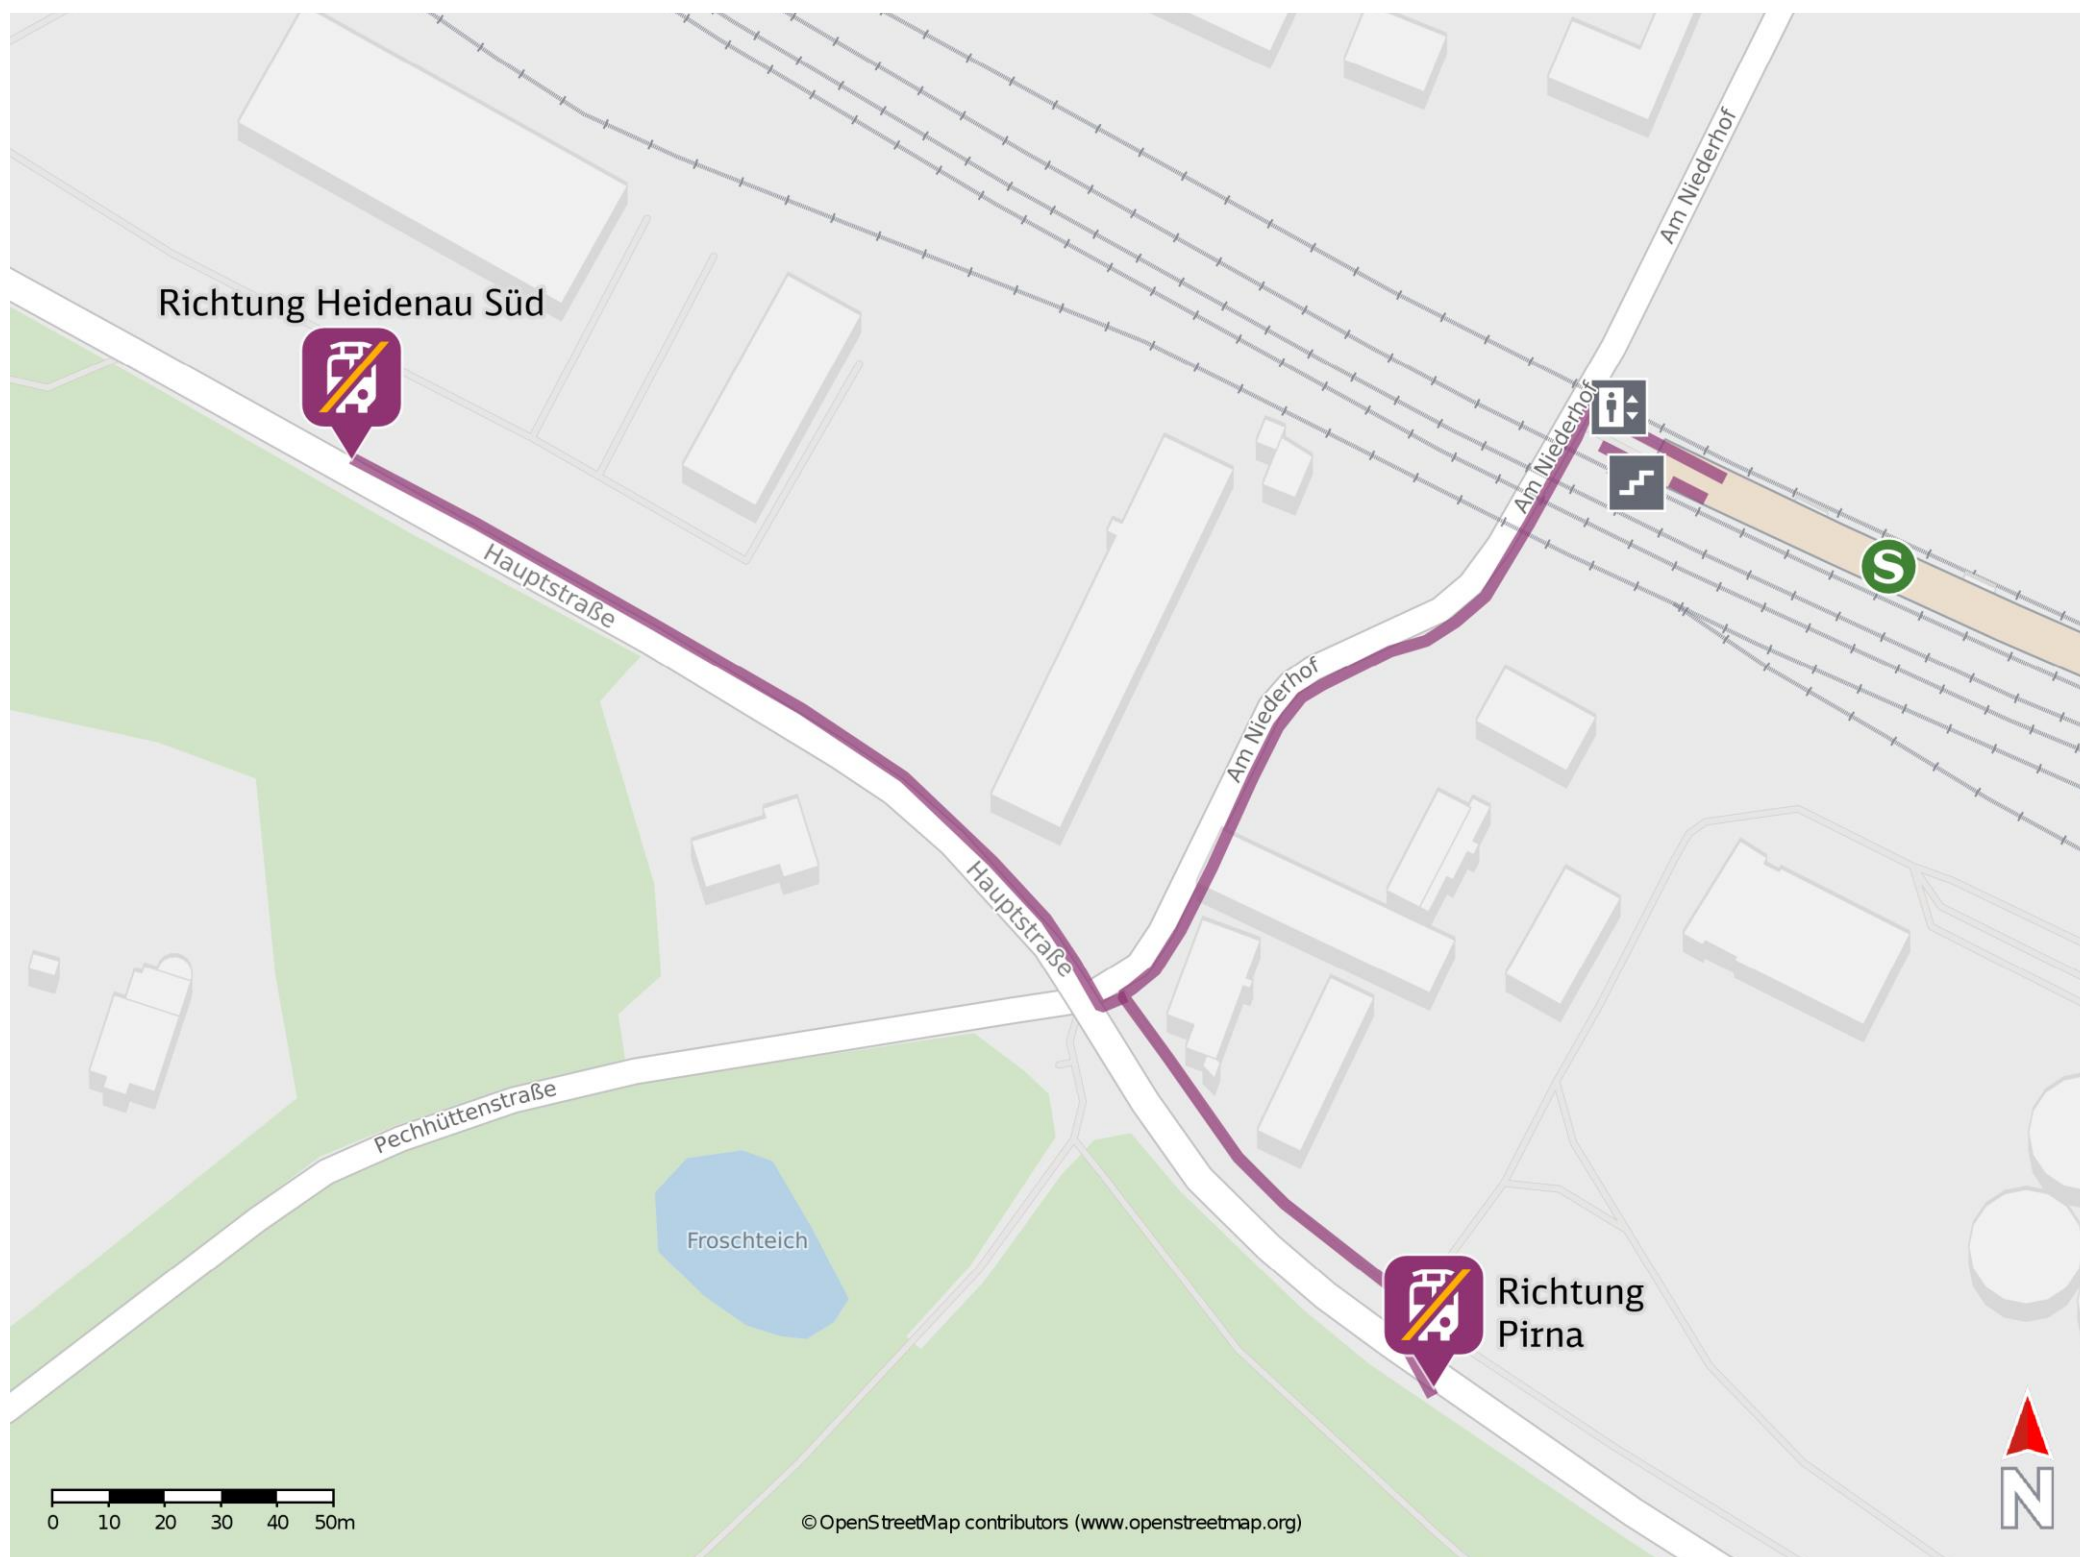 Am Niederhof
Richtung Heidenau Süd
Am Niederhof
S
Hauptstraße
Am Niederhof
Hauptstraße
Pechhüttenstraße
Froschteich
Richtung
Pirna
N
0 10 20 30 40 50m
© OpenStreetMap contributors (www.openstreetmap.org)